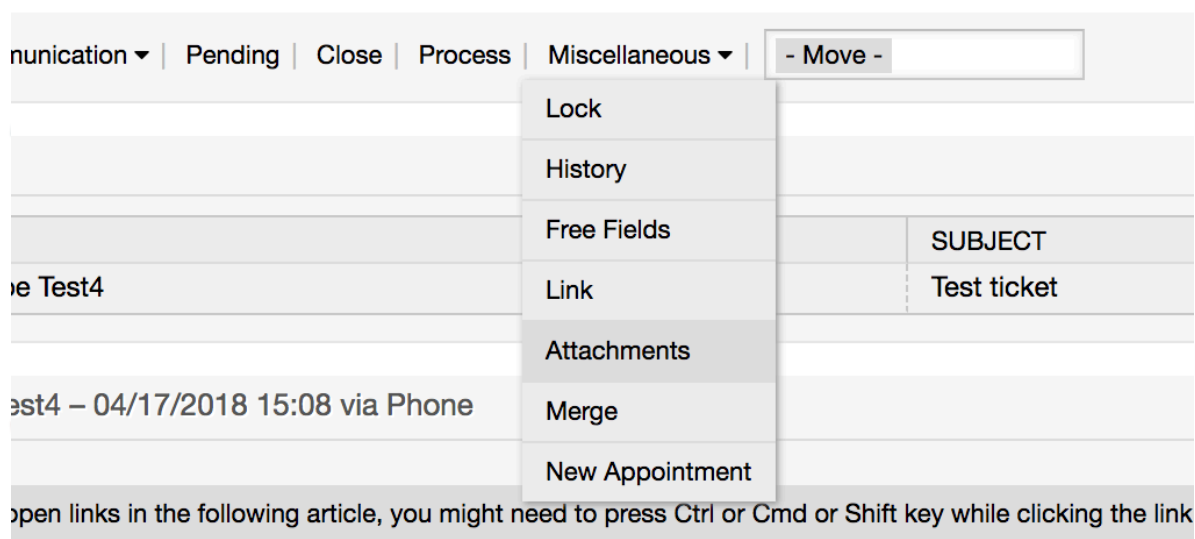 munication Pending Close Process Miscellaneous - Move -
Lock
History
Free Fields
SUBJECT
Link
pe Test4 Test ticket
Attachments
est4 – 04/17/2018 15:08 via Phone
Merge
New Appointment
open links in the following article, you might need to press Ctrl or Cmd or Shift key while clicking the link